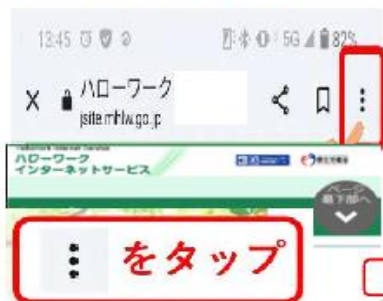 13:45
5G 82%
ハローワーク
jsite.mhlw.go.jp
ハローワーク
インターネットサービス
ページ
最下部へ
⋮ をタップ